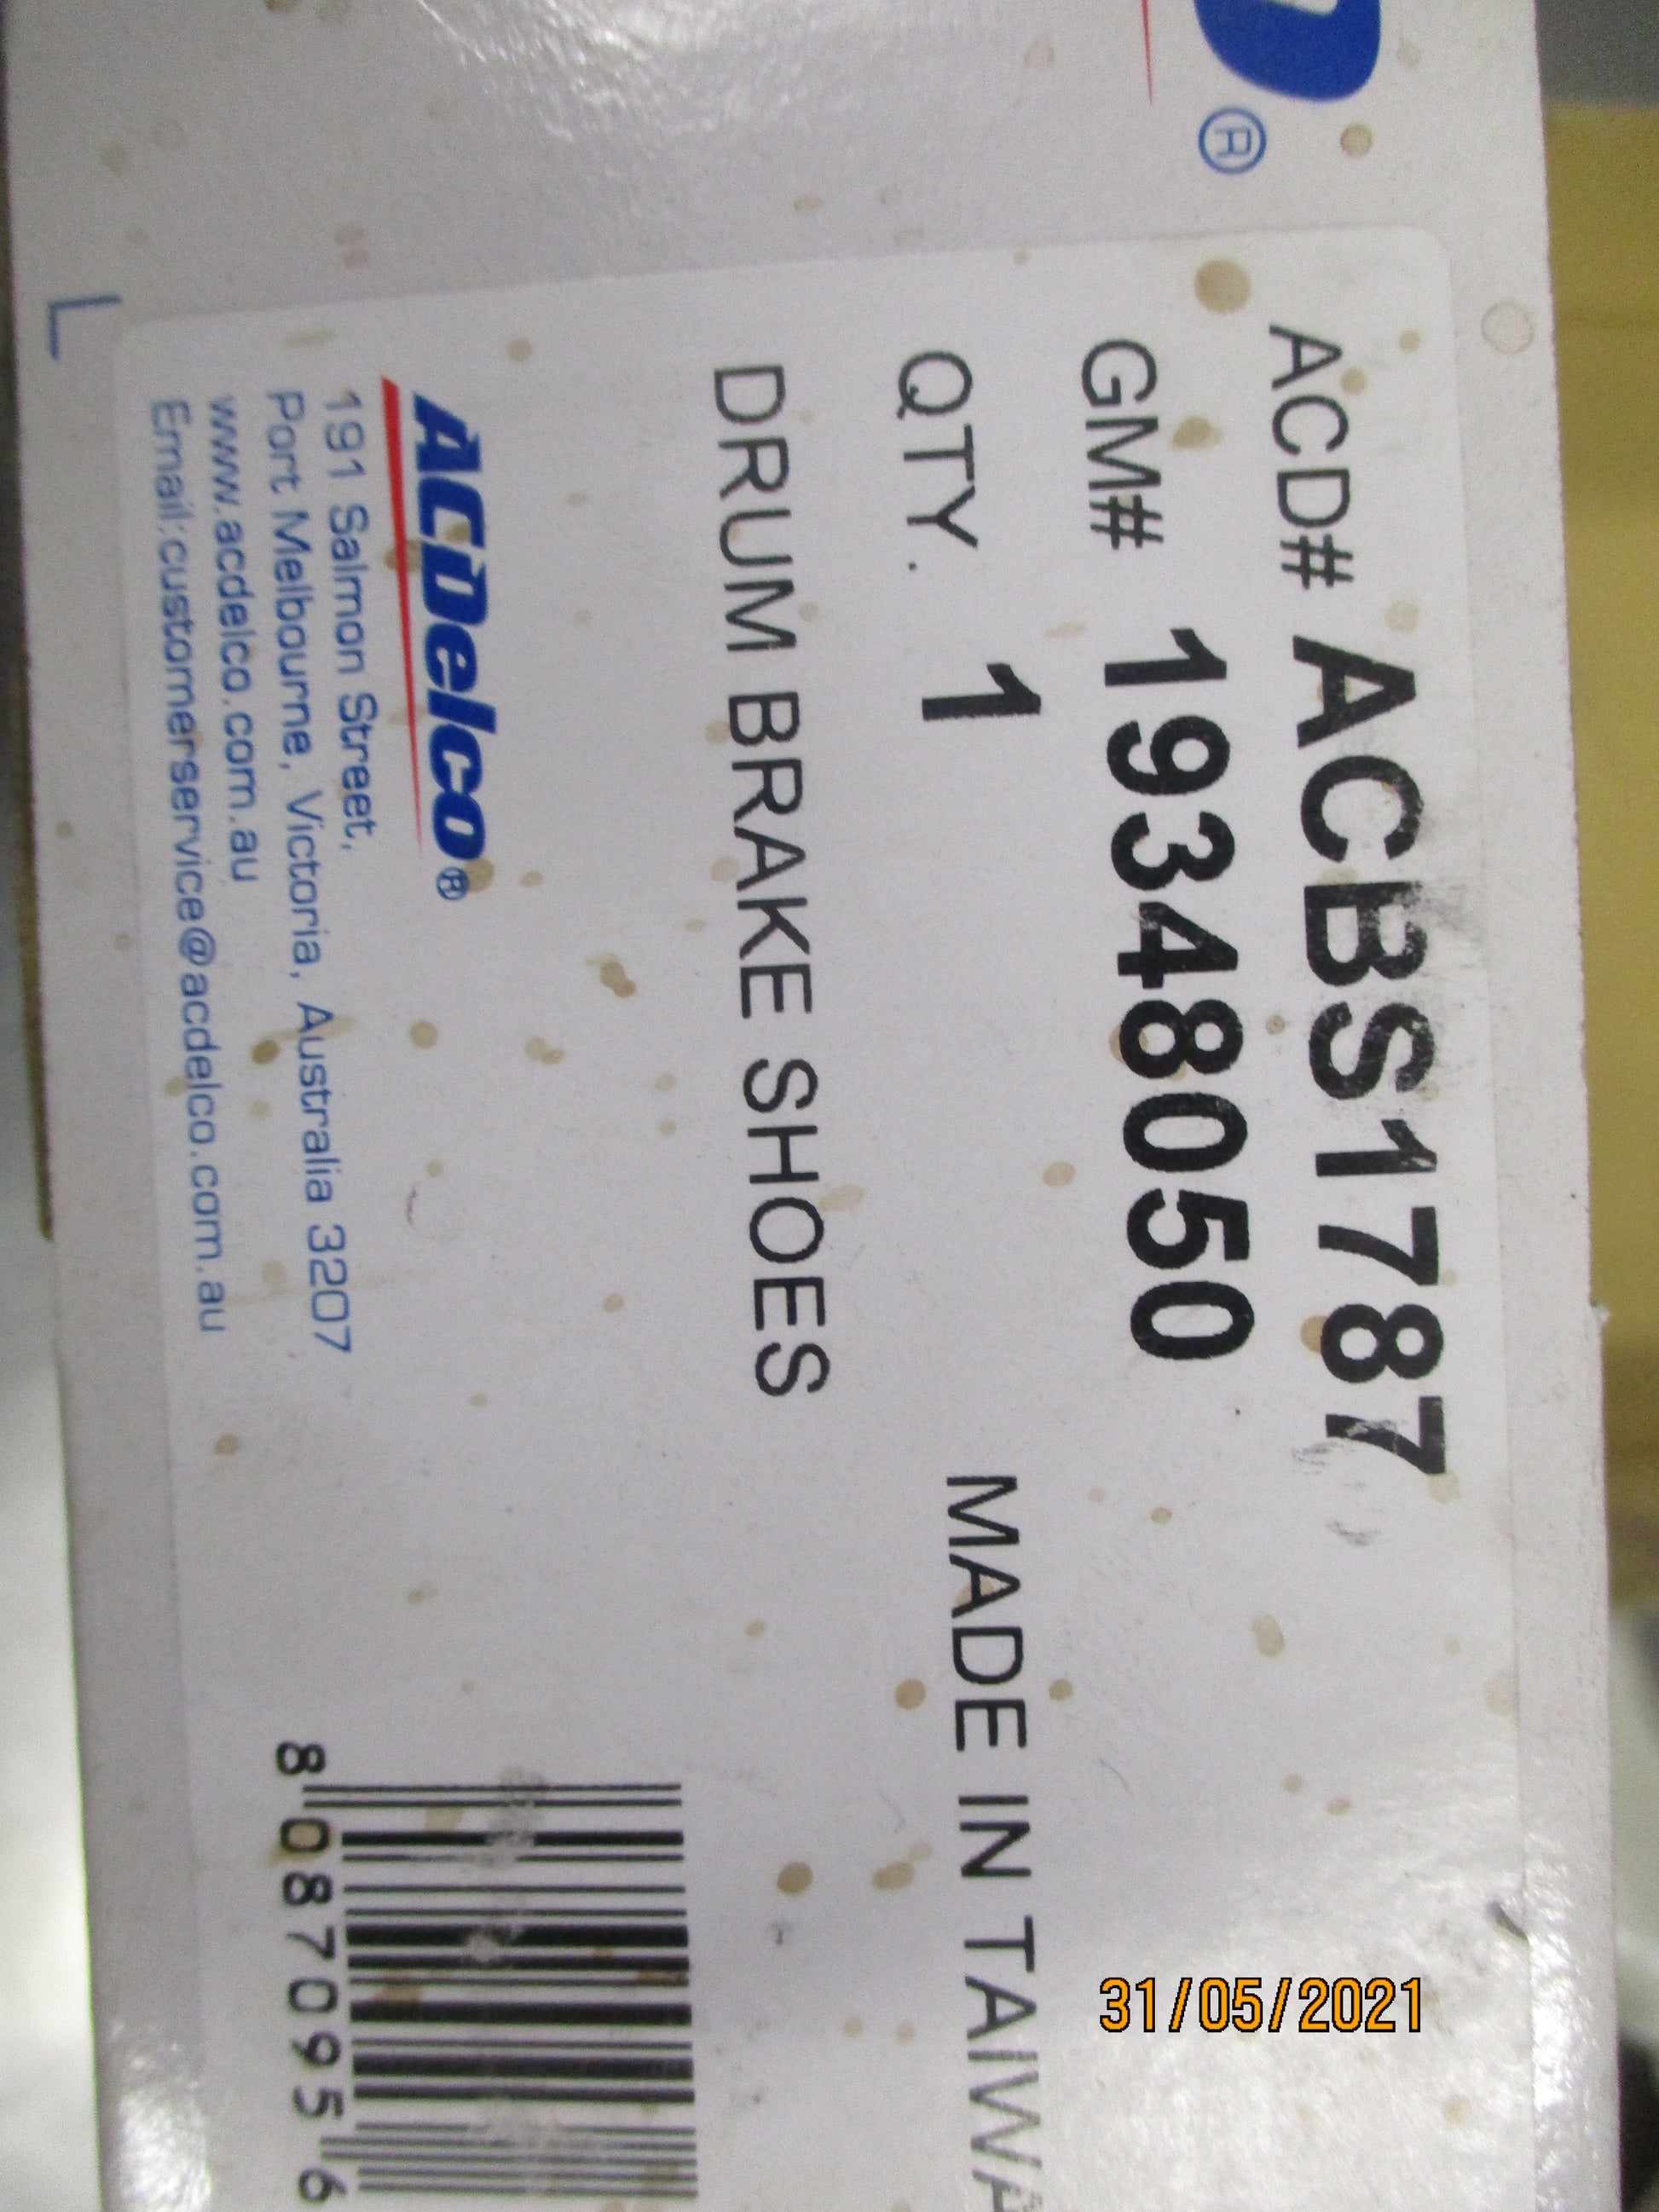 ®
ACD# ACBS1787
GM# 19348050
QTY. 1
MADE IN
DRUM BRAKE SHOES
ACDelco®
191 Salmon Street,
Port Melbourne, Victoria, Australia 3207
www.acdelco.com.au
Email:customerservice@acdelco.com.au
8 087095 6
31/05/2021